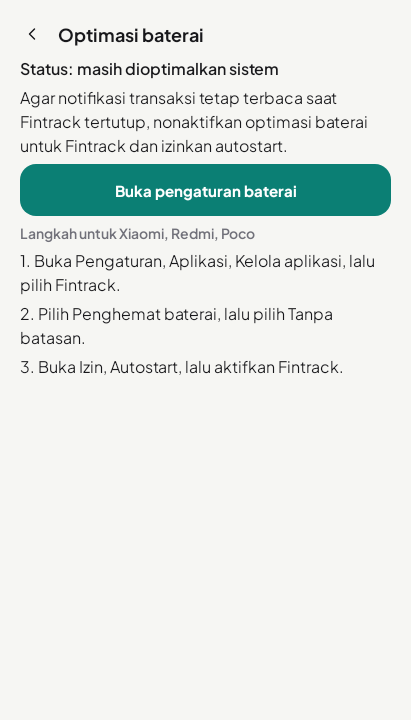 Optimasi baterai
Status: masih dioptimalkan sistem
Agar notifikasi transaksi tetap terbaca saat
Fintrack tertutup, nonaktifkan optimasi baterai
untuk Fintrack dan izinkan autostart.
Buka pengaturan baterai
Langkah untuk Xiaomi, Redmi, Poco
1. Buka Pengaturan, Aplikasi, Kelola aplikasi, lalu
pilih Fintrack.
2. Pilih Penghemat baterai, lalu pilih Tanpa
batasan.
3. Buka Izin, Autostart, lalu aktifkan Fintrack.